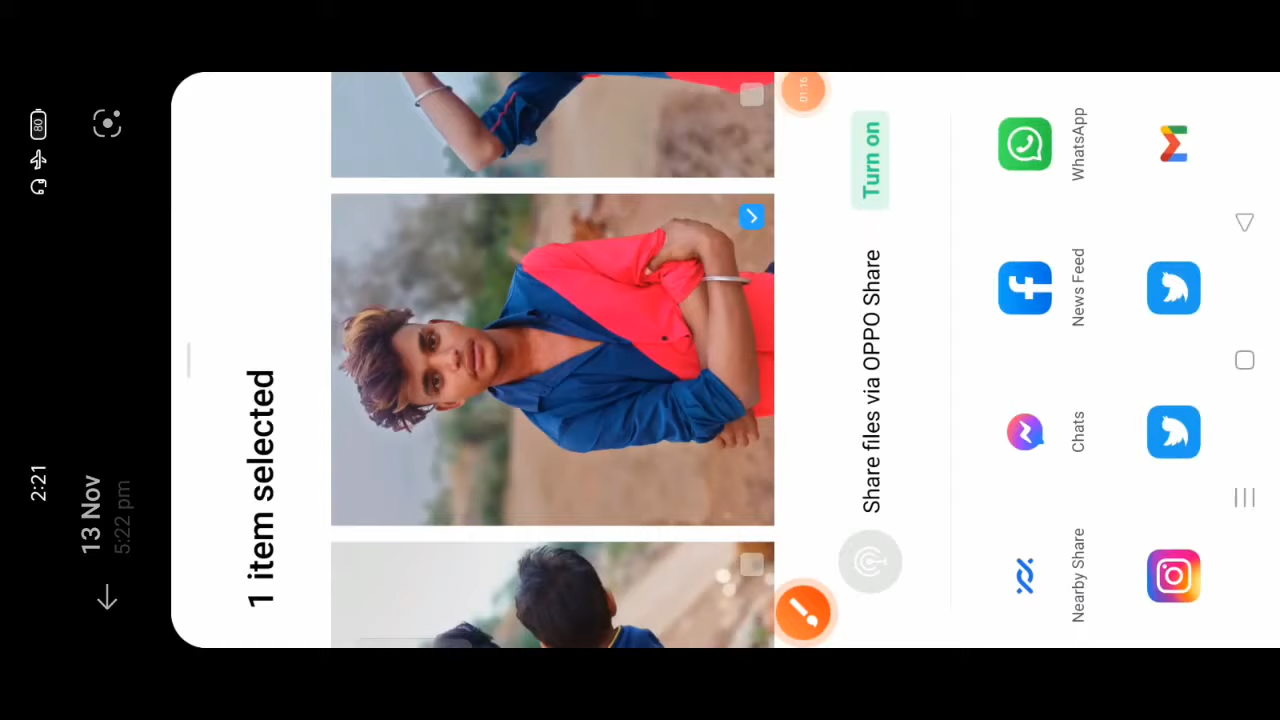 2:21
80
13 Nov
5:22 pm
1 item selected
01:16
Share files via OPPO Share
Turn on
Nearby Share
Chats
News Feed
WhatsApp